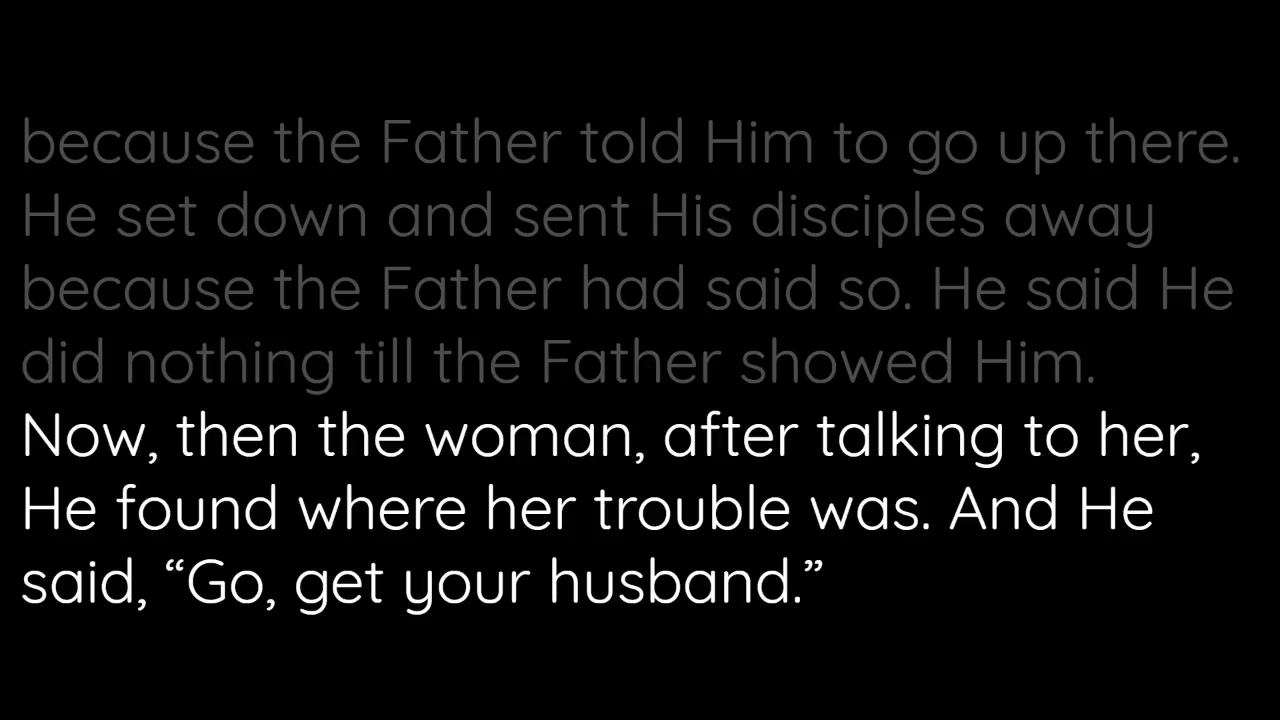 because the Father told Him to go up there.
He set down and sent His disciples away
because the Father had said so. He said He
did nothing till the Father showed Him.
Now, then the woman, after talking to her,
He found where her trouble was. And He
said, “Go, get your husband.”